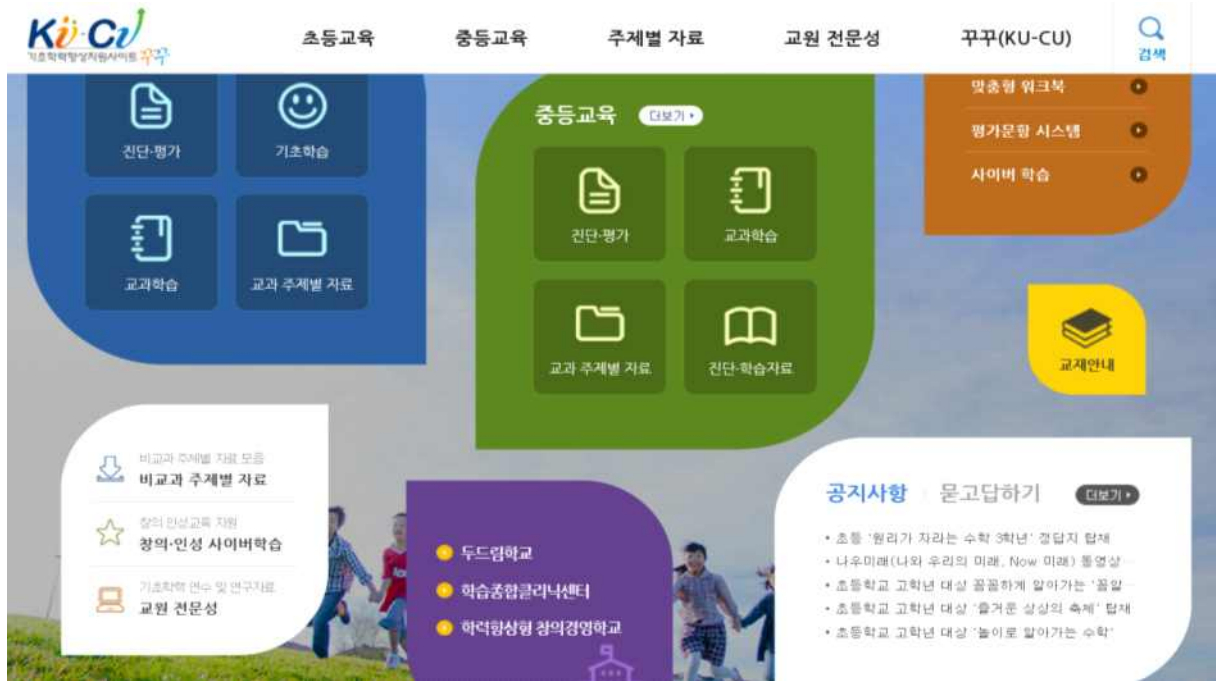 KÜ·CU
기초학력향상지원사이트 꾸꾸
초등교육
중등교육
주제별 자료
교원 전문성
꾸꾸(KU-CU)
검색
진단·평가
기초학습
교과학습
교과 주제별 자료
중등교육
더보기
진단·평가
교과학습
교과 주제별 자료
진단·학습자료
맞춤형 워크북
평가문항 시스템
사이버 학습
교재안내
비교과 주제별 자료 모음
비교과 주제별 자료
창의 인성교육 지원
창의·인성 사이버학습
기초학력 연수 및 연구자료
교원 전문성
두드림학교
학습종합클리닉센터
학력향상형 창의경영학교
공지사항
묻고답하기
더보기
• 초등 '원리가 자라는 수학 3학년' 정답지 탑재
• 나우미래(나와 우리의 미래, Now 미래) 동영상…
• 초등학교 고학년 대상 꼼꼼하게 알아가는 '꼼알…
• 초등학교 고학년 대상 '즐거운 상상의 축제' 탑재
• 초등학교 고학년 대상 '놀이로 알아가는 수학'